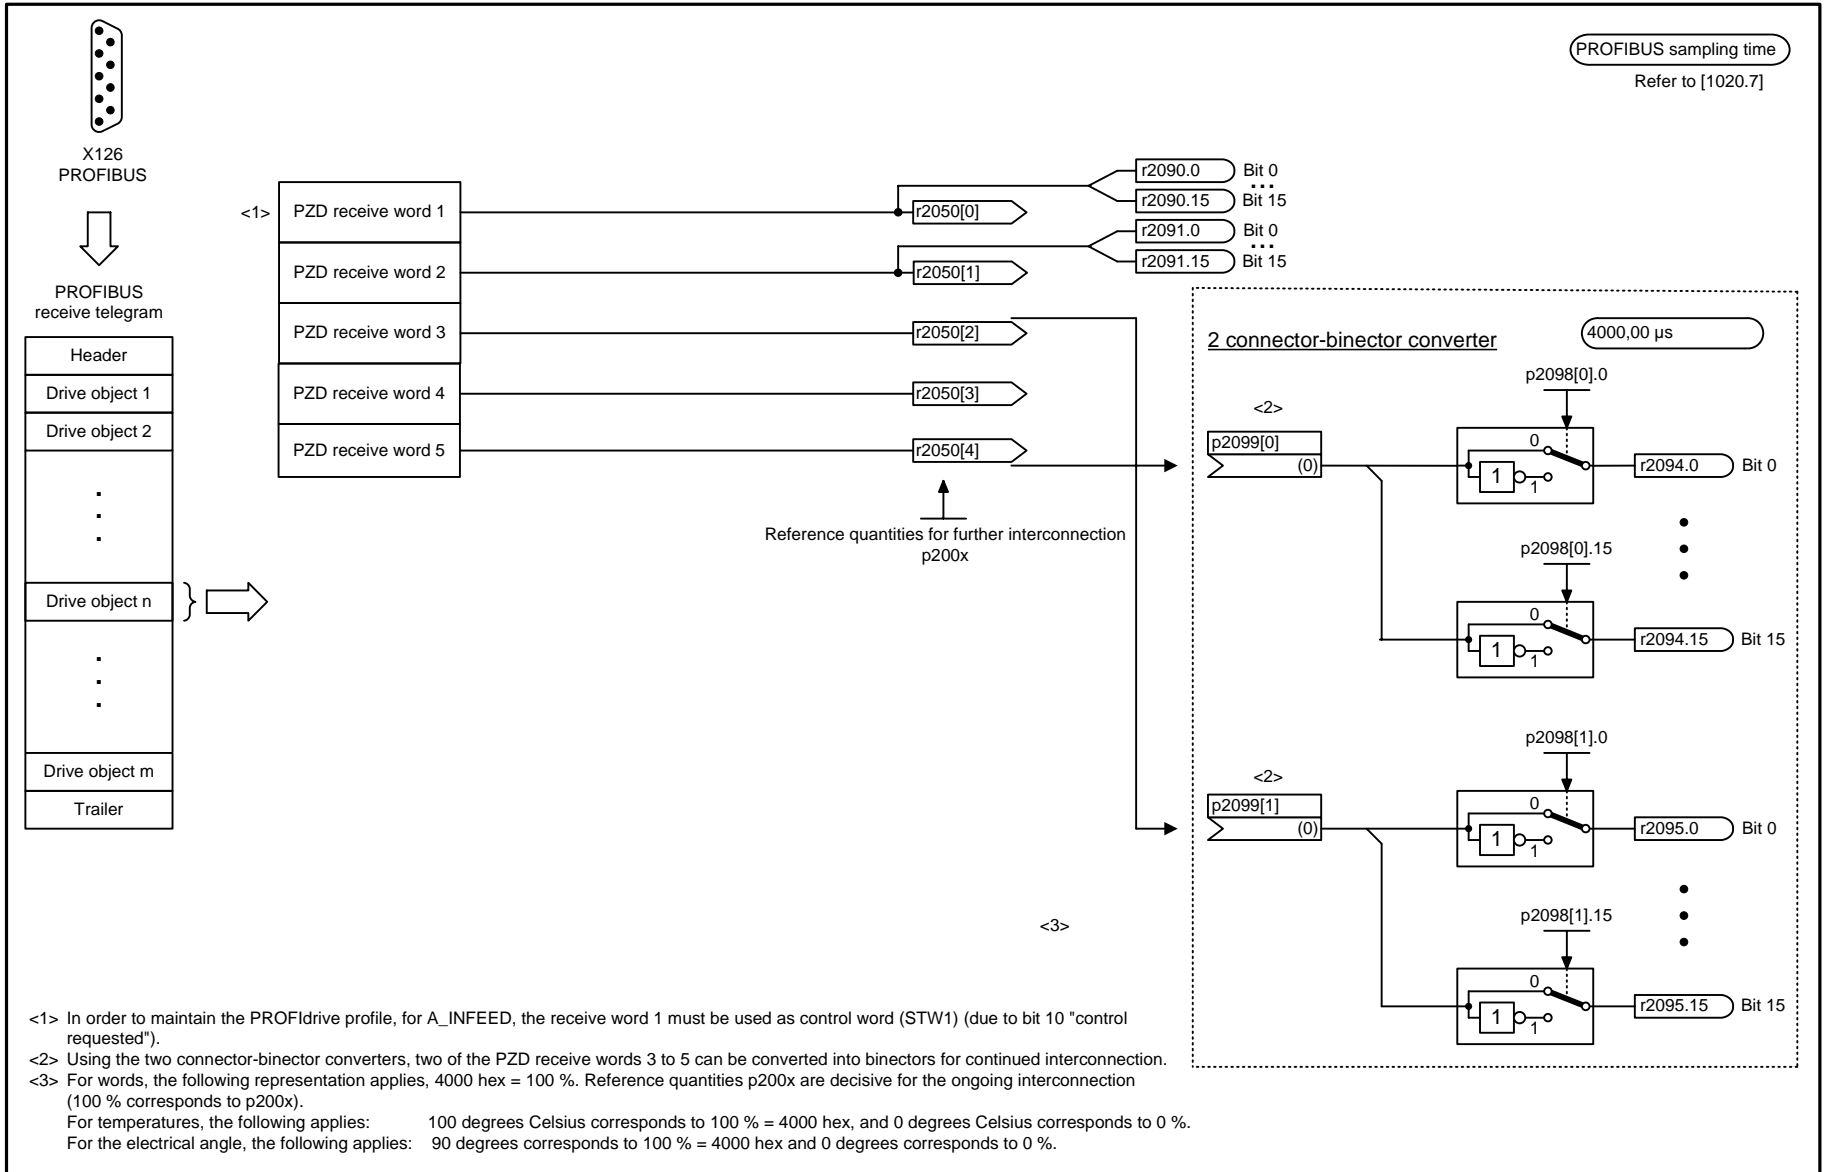 PROFIBUS sampling time
Refer to [1020.7]
X126
PROFIBUS
PROFIBUS
receive telegram
Header
Drive object 1
Drive object 2
Drive object n
Drive object m
Trailer
<1>
PZD receive word 1
PZD receive word 2
PZD receive word 3
PZD receive word 4
PZD receive word 5
r2050[0]
r2050[1]
r2050[2]
r2050[3]
r2050[4]
r2090.0 Bit 0
...
r2090.15 Bit 15
r2091.0 Bit 0
...
r2091.15 Bit 15
Reference quantities for further interconnection
p200x
2 connector-binector converter
4000,00 µs
p2098[0].0
<2>
p2099[0]
(0)
0
1
1
r2094.0 Bit 0
p2098[0].15
0
1
1
r2094.15 Bit 15
p2098[1].0
<2>
p2099[1]
(0)
0
1
1
r2095.0 Bit 0
p2098[1].15
0
1
1
r2095.15 Bit 15
<3>
<1> In order to maintain the PROFIdrive profile, for A_INFEED, the receive word 1 must be used as control word (STW1) (due to bit 10 "control
requested").
<2> Using the two connector-binector converters, two of the PZD receive words 3 to 5 can be converted into binectors for continued interconnection.
<3> For words, the following representation applies, 4000 hex = 100 %. Reference quantities p200x are decisive for the ongoing interconnection
(100 % corresponds to p200x).
For temperatures, the following applies: 100 degrees Celsius corresponds to 100 % = 4000 hex, and 0 degrees Celsius corresponds to 0 %.
For the electrical angle, the following applies: 90 degrees corresponds to 100 % = 4000 hex and 0 degrees corresponds to 0 %.